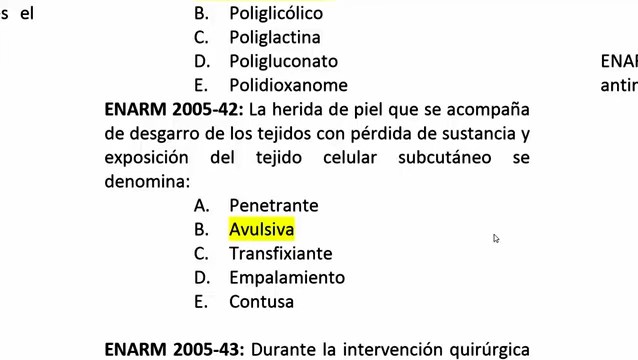 s el
B. Poliglicólico
C. Poliglactina
D. Poligluconato
E. Polidioxanome
ENARM 2005-42: La herida de piel que se acompaña
de desgarro de los tejidos con pérdida de sustancia y
exposición del tejido celular subcutáneo se
denomina:
A. Penetrante
B. Avulsiva
C. Transfixiante
D. Empalamiento
E. Contusa
ENARM 2005-43: Durante la intervención quirúrgica
ENAR
antir